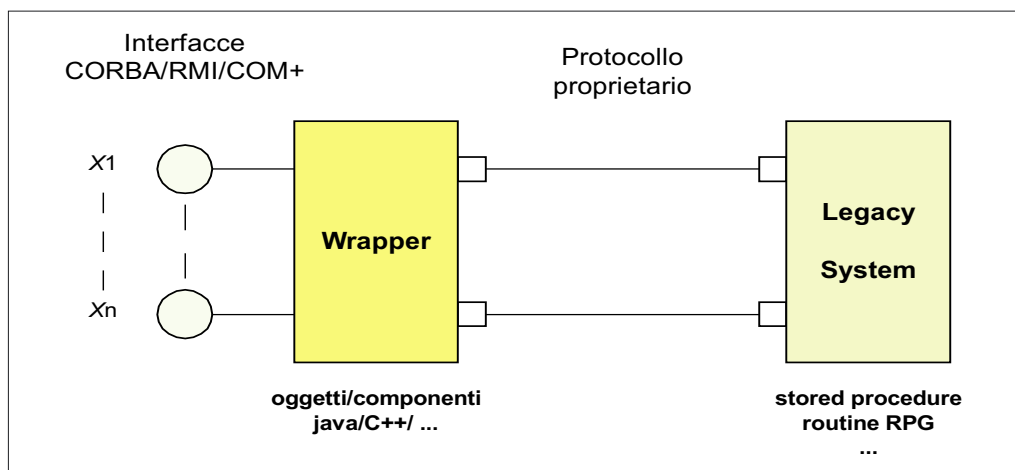 Interfacce
CORBA/RMI/COM+
Protocollo
proprietario
X1
Xn
Wrapper
Legacy
System
oggetti/componenti
java/C++/ ...
stored procedure
routine RPG
...